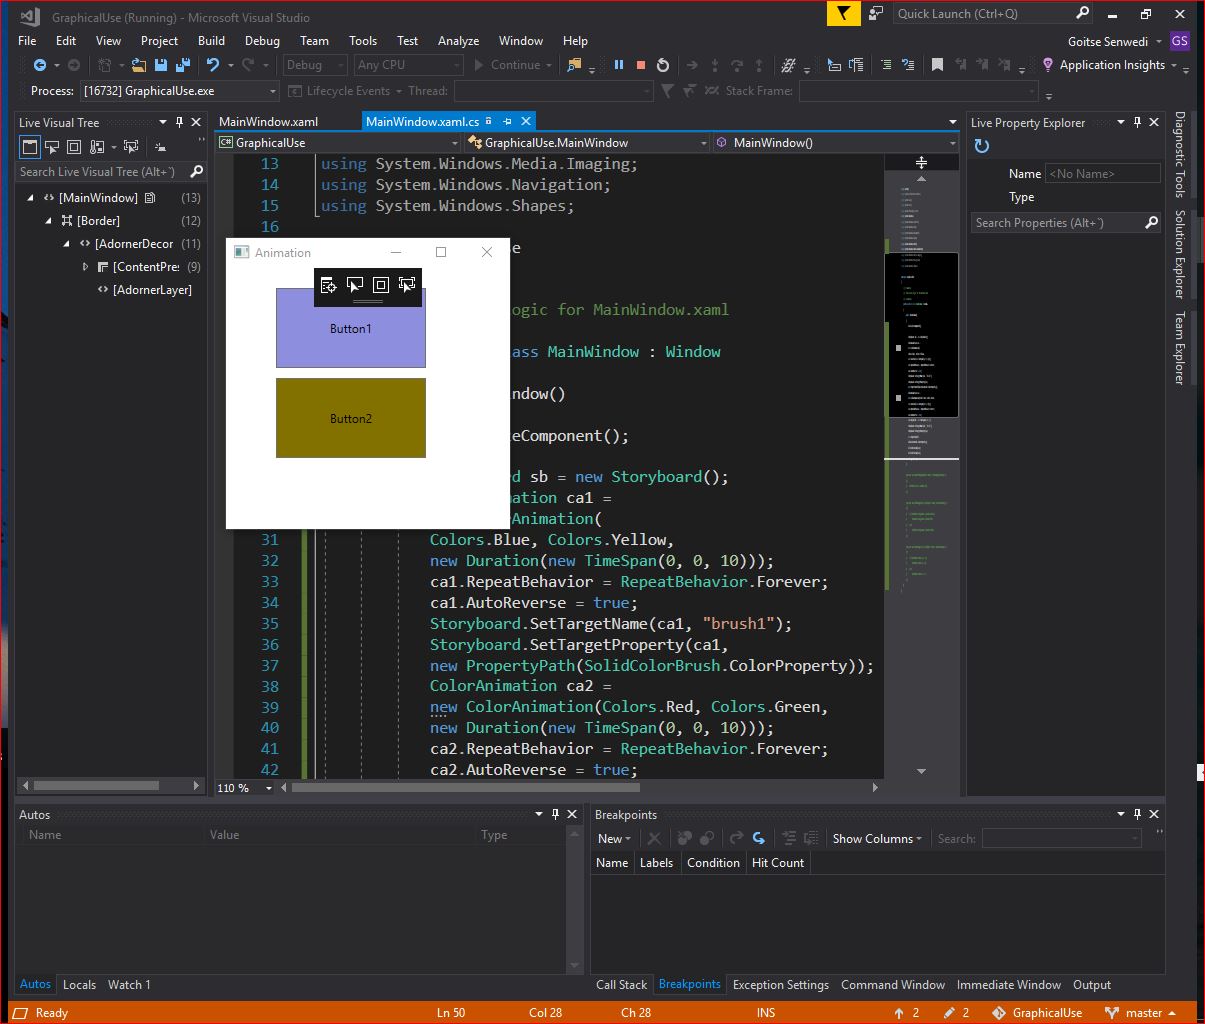 GraphicalUse (Running) - Microsoft Visual Studio
Quick Launch (Ctrl+Q)
File Edit View Project Build Debug Team Tools Test Analyze Window Help
Goitse Senwedi GS
Debug Any CPU Continue Application Insights
Process: [16732] GraphicalUse.exe Lifecycle Events Thread: Stack Frame:
Live Visual Tree
Search Live Visual Tree (Alt+`)
[MainWindow] (13)
[Border] (12)
[AdornerDecor (11)
[ContentPres (9)
[AdornerLayer]
MainWindow.xaml MainWindow.xaml.cs
GraphicalUse GraphicalUse.MainWindow MainWindow()
13 using System.Windows.Media.Imaging;
14 using System.Windows.Navigation;
15 using System.Windows.Shapes;
16
e
ogic for MainWindow.xaml
ass MainWindow : Window
ndow()
eComponent();
d sb = new Storyboard();
ation ca1 =
Animation(
31 Colors.Blue, Colors.Yellow,
32 new Duration(new TimeSpan(0, 0, 10)));
33 ca1.RepeatBehavior = RepeatBehavior.Forever;
34 ca1.AutoReverse = true;
35 Storyboard.SetTargetName(ca1, "brush1");
36 Storyboard.SetTargetProperty(ca1,
37 new PropertyPath(SolidColorBrush.ColorProperty));
38 ColorAnimation ca2 =
39 new ColorAnimation(Colors.Red, Colors.Green,
40 new Duration(new TimeSpan(0, 0, 10)));
41 ca2.RepeatBehavior = RepeatBehavior.Forever;
42 ca2.AutoReverse = true;
110 %
Animation
Button1
Button2
Live Property Explorer
Name <No Name>
Type
Search Properties (Alt+`)
Diagnostic Tools
Solution Explorer
Team Explorer
Autos
Name Value Type
Autos Locals Watch 1
Breakpoints
New Show Columns Search:
Name Labels Condition Hit Count
Call Stack Breakpoints Exception Settings Command Window Immediate Window Output
Ready Ln 50 Col 28 Ch 28 INS 2 2 GraphicalUse master